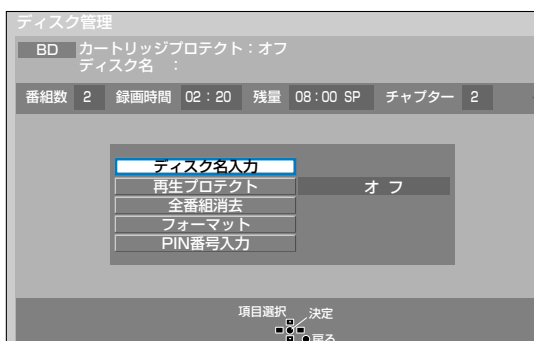 ディスク管理
BD カートリッジプロテクト：オフ
ディスク名 ：
番組数 2 録画時間 02：20 残量 08：00 SP チャプター 2
ディスク名入力
再生プロテクト オフ
全番組消去
フォーマット
PIN番号入力
項目選択 決定
戻る